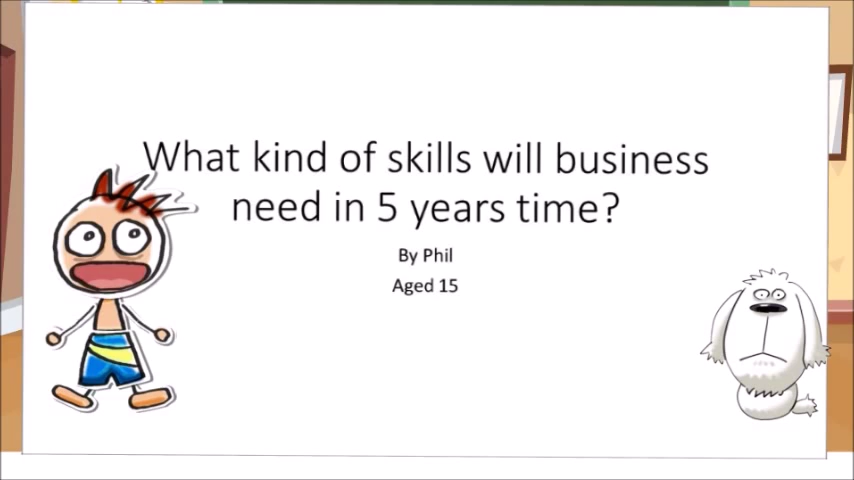 What kind of skills will business
need in 5 years time?
By Phil
Aged 15